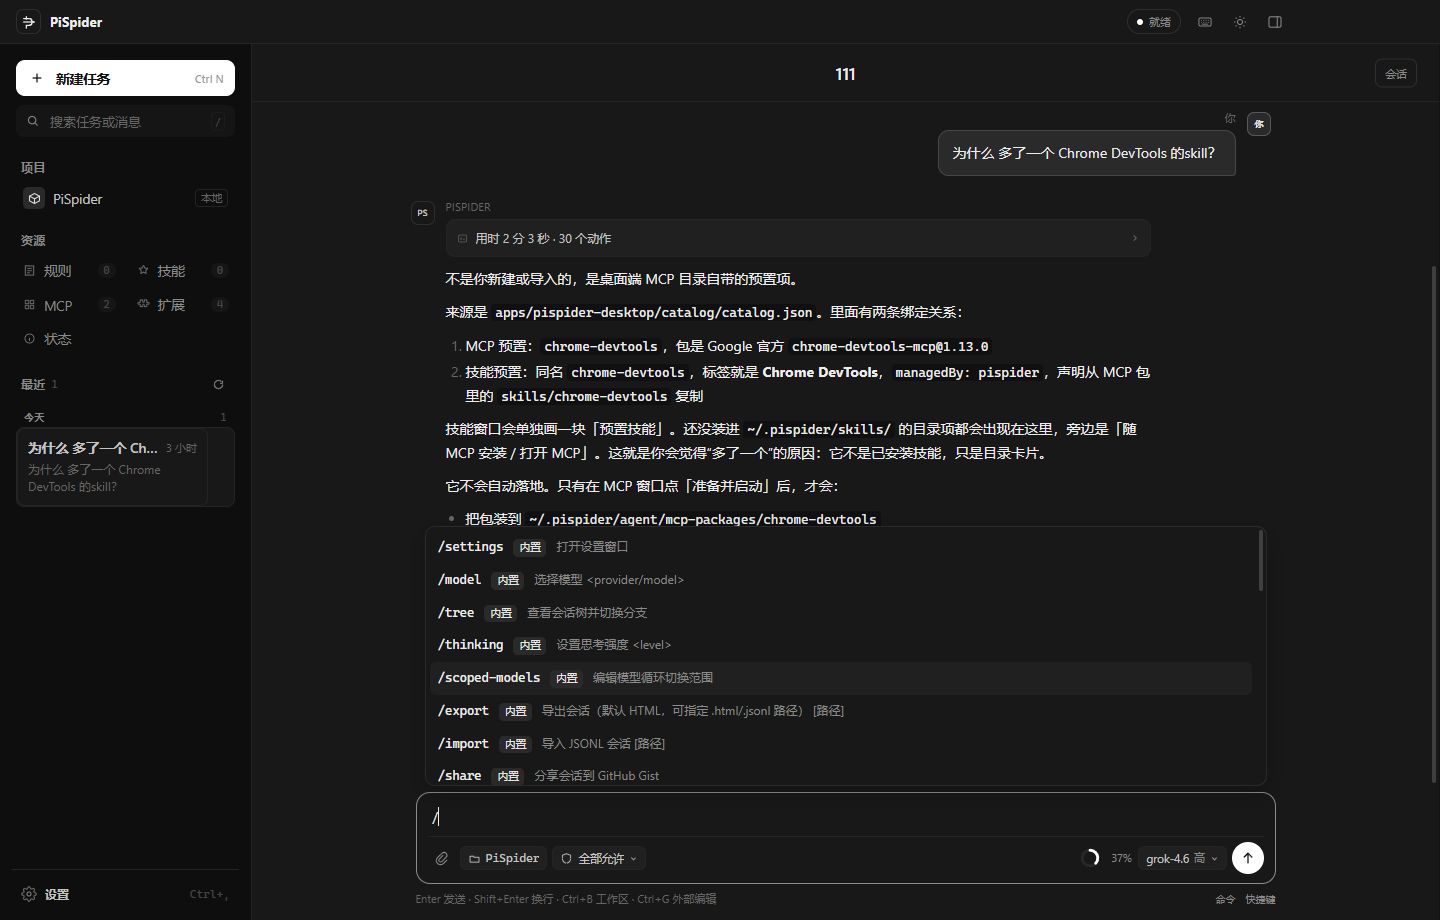 PiSpider
就绪
新建任务 Ctrl N
搜索任务或消息 /
项目
PiSpider 本地
资源
规则 0 技能 0
MCP 2 扩展 4
状态
最近 1
今天 1
为什么 多了一个 Ch... 3 小时
为什么 多了一个 Chrome
DevTools 的skill？
设置 Ctrl+,
111
会话
你
你
为什么 多了一个 Chrome DevTools 的skill？
PS
PISPIDER
用时 2 分 3 秒 · 30 个动作
不是你新建或导入的，是桌面端 MCP 目录自带的预置项。
来源是 apps/pispider-desktop/catalog/catalog.json 。里面有两条绑定关系：
1. MCP 预置： chrome-devtools ，包是 Google 官方 chrome-devtools-mcp@1.13.0
2. 技能预置：同名 chrome-devtools ，标签就是 Chrome DevTools， managedBy: pispider ，声明从 MCP 包
里的 skills/chrome-devtools 复制
技能窗口会单独画一块「预置技能」。还没装进 ~/.pispider/skills/ 的目录项都会出现在这里，旁边是「随
MCP 安装 / 打开 MCP」。这就是你会觉得“多了一个”的原因：它不是已安装技能，只是目录卡片。
它不会自动落地。只有在 MCP 窗口点「准备并启动」后，才会：
• 把包装到 ~/.pispider/agent/mcp-packages/chrome-devtools
/settings 内置 打开设置窗口
/model 内置 选择模型 <provider/model>
/tree 内置 查看会话树并切换分支
/thinking 内置 设置思考强度 <level>
/scoped-models 内置 编辑模型循环切换范围
/export 内置 导出会话（默认 HTML，可指定 .html/.jsonl 路径） [路径]
/import 内置 导入 JSONL 会话 [路径]
/share 内置 分享会话到 GitHub Gist
/
PiSpider 全部允许 37% grok-4.6 高
Enter 发送 · Shift+Enter 换行 · Ctrl+B 工作区 · Ctrl+G 外部编辑 命令 快捷键